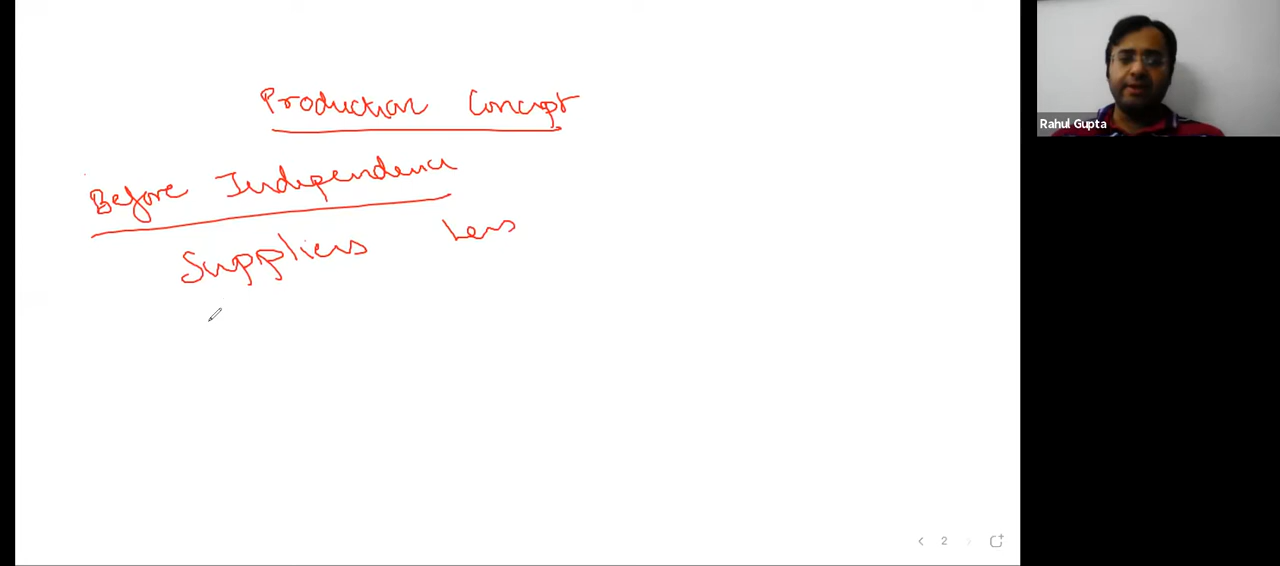 Production Concept
Before Independence
Suppliers Less
Rahul Gupta
2